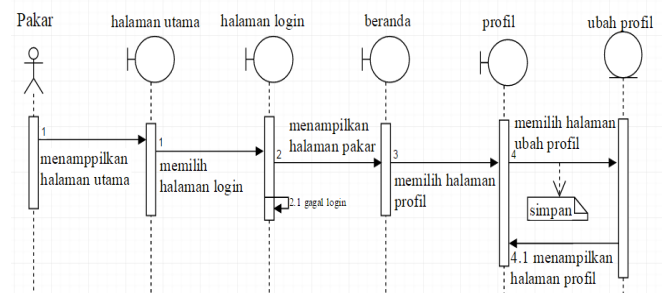 Pakar
halaman utama
halaman login
beranda
profil
ubah profil
1
menamppilkan
halaman utama
1
memilih
halaman login
menampilkan
halaman pakar
2
2.1 gagal login
3
memilih halaman
profil
memilih halaman
ubah profil
4
simpan
4.1 menampilkan
halaman profil